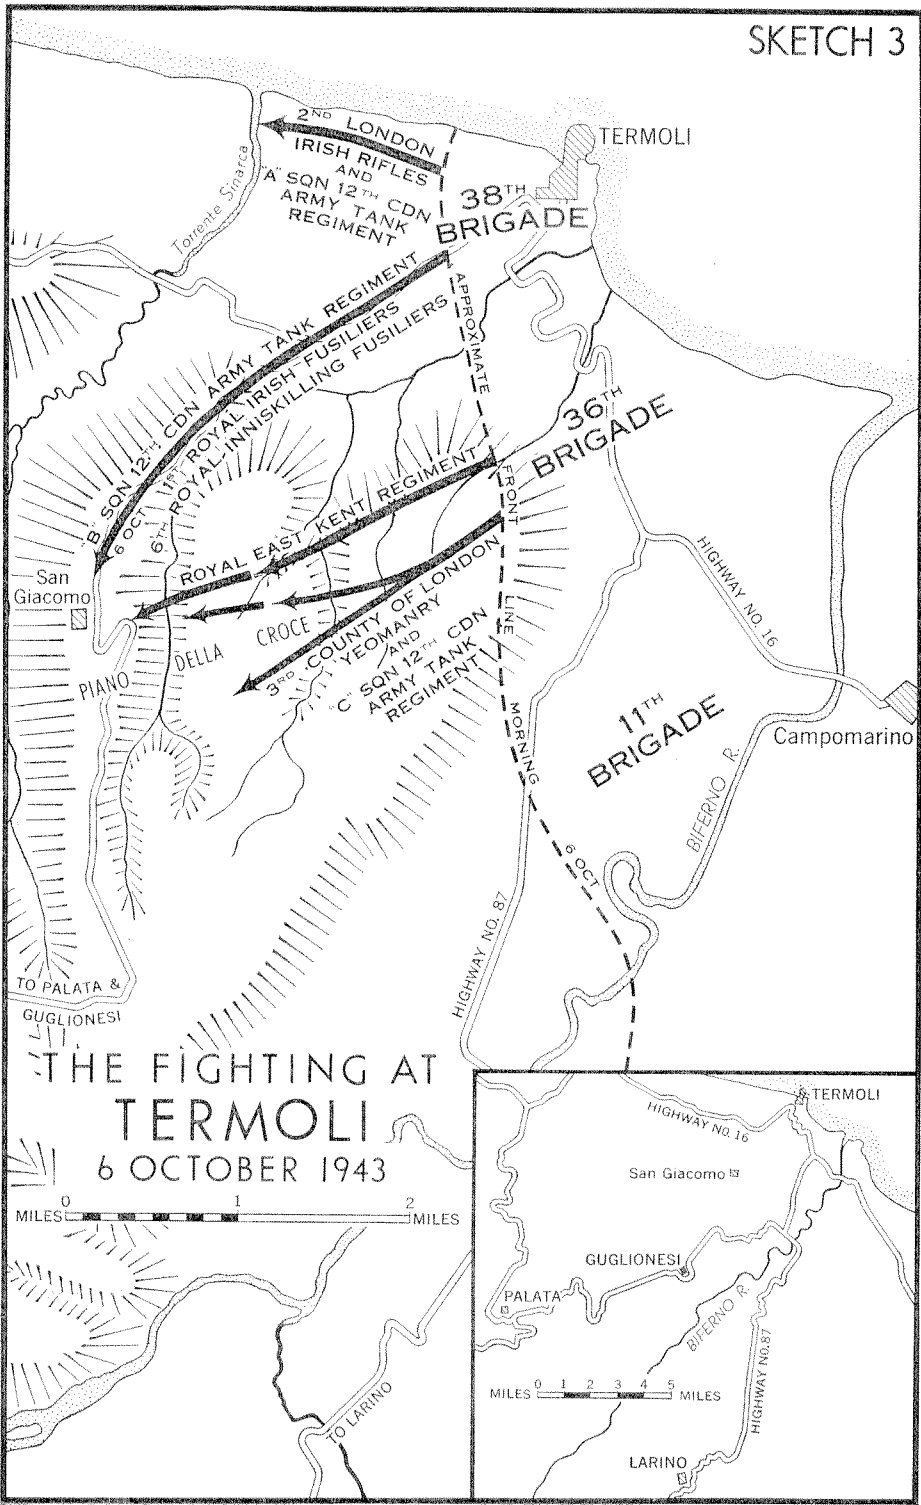 SKETCH 3
TERMOLI
2ND LONDON
IRISH RIFLES
AND
"A" SQN 12TH CDN
ARMY TANK
REGIMENT
Torrente Sinarca
38TH
BRIGADE
"B" SQN 12TH CDN ARMY TANK REGIMENT
6 OCT
1ST ROYAL IRISH FUSILIERS
6TH ROYAL INNISKILLING FUSILIERS
APPROXIMATE
FRONT
LINE
MORNING
6 OCT
36TH
BRIGADE
ROYAL EAST KENT REGIMENT
San
Giacomo
PIANO
DELLA
CROCE
3RD COUNTY OF LONDON
YEOMANRY
AND
"C" SQN 12TH CDN
ARMY TANK
REGIMENT
HIGHWAY NO. 16
11TH
BRIGADE
Campomarino
BIFERNO R.
HIGHWAY NO. 87
TO PALATA &
GUGLIONESI
THE FIGHTING AT
TERMOLI
6 OCTOBER 1943
0 1 2
MILES MILES
TO LARINO
TERMOLI
HIGHWAY NO. 16
San Giacomo
GUGLIONESI
PALATA
BIFERNO R.
HIGHWAY NO. 87
0 1 2 3 4 5
MILES MILES
LARINO